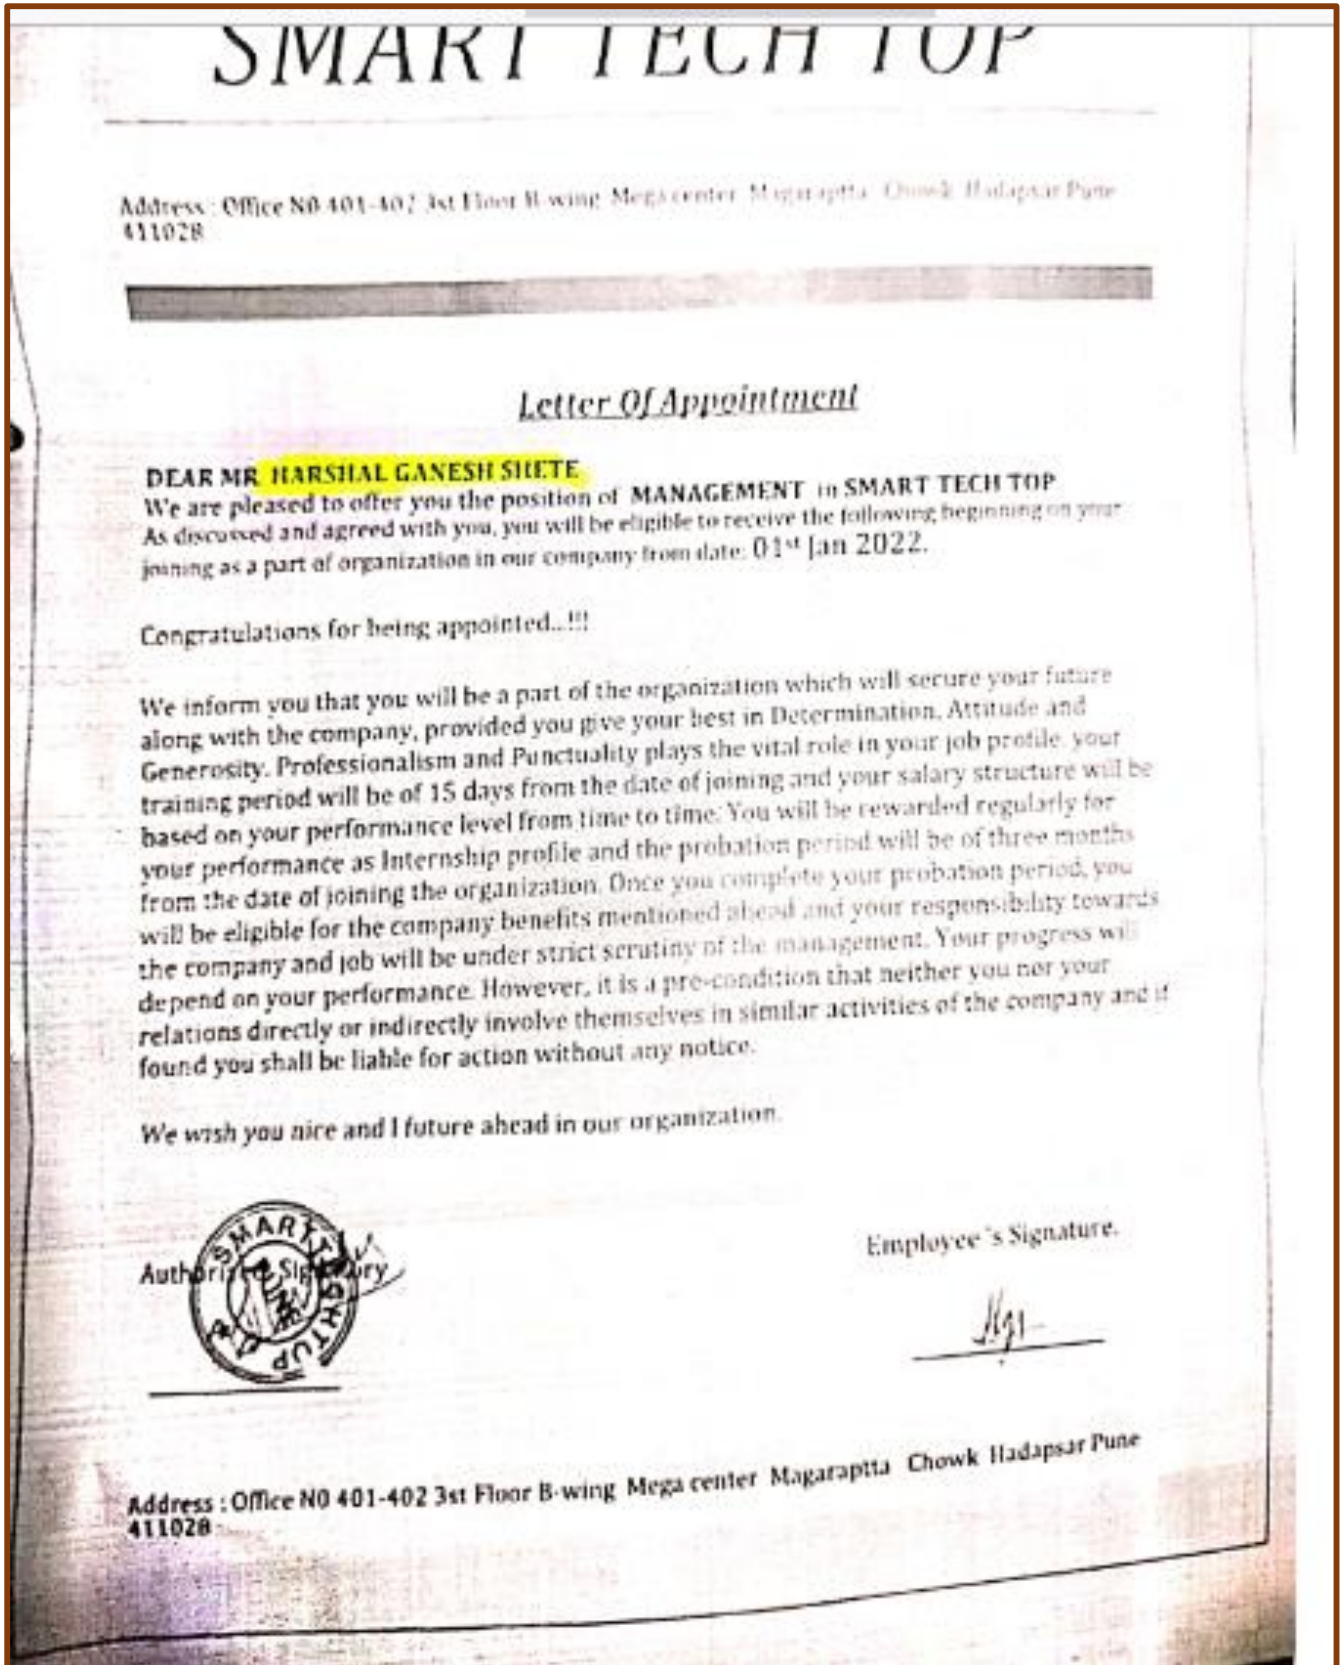 SMART TECH TOP
Address : Office N0 401-402 3st Floor B-wing Mega center Magaraptta Chowk Hadapsar Pune
411028
Letter Of Appointment
DEAR MR HARSHAL GANESH SHETE
We are pleased to offer you the position of MANAGEMENT in SMART TECH TOP
As discussed and agreed with you, you will be eligible to receive the following beginning on your
joining as a part of organization in our company from date: 01st Jan 2022.
Congratulations for being appointed..!!!
We inform you that you will be a part of the organization which will secure your future
along with the company, provided you give your best in Determination, Attitude and
Generosity. Professionalism and Punctuality plays the vital role in your job profile, your
training period will be of 15 days from the date of joining and your salary structure will be
based on your performance level from time to time. You will be rewarded regularly for
your performance as Internship profile and the probation period will be of three months
from the date of joining the organization. Once you complete your probation period, you
will be eligible for the company benefits mentioned ahead and your responsibility towards
the company and job will be under strict scrutiny of the management. Your progress will
depend on your performance. However, it is a pre-condition that neither you nor your
relations directly or indirectly involve themselves in similar activities of the company and if
found you shall be liable for action without any notice.
We wish you nice and I future ahead in our organization.
SMART
Employee 's Signature.
Address : Office N0 401-402 3st Floor B-wing Mega center Magaraptta Chowk Hadapsar Pune
411028